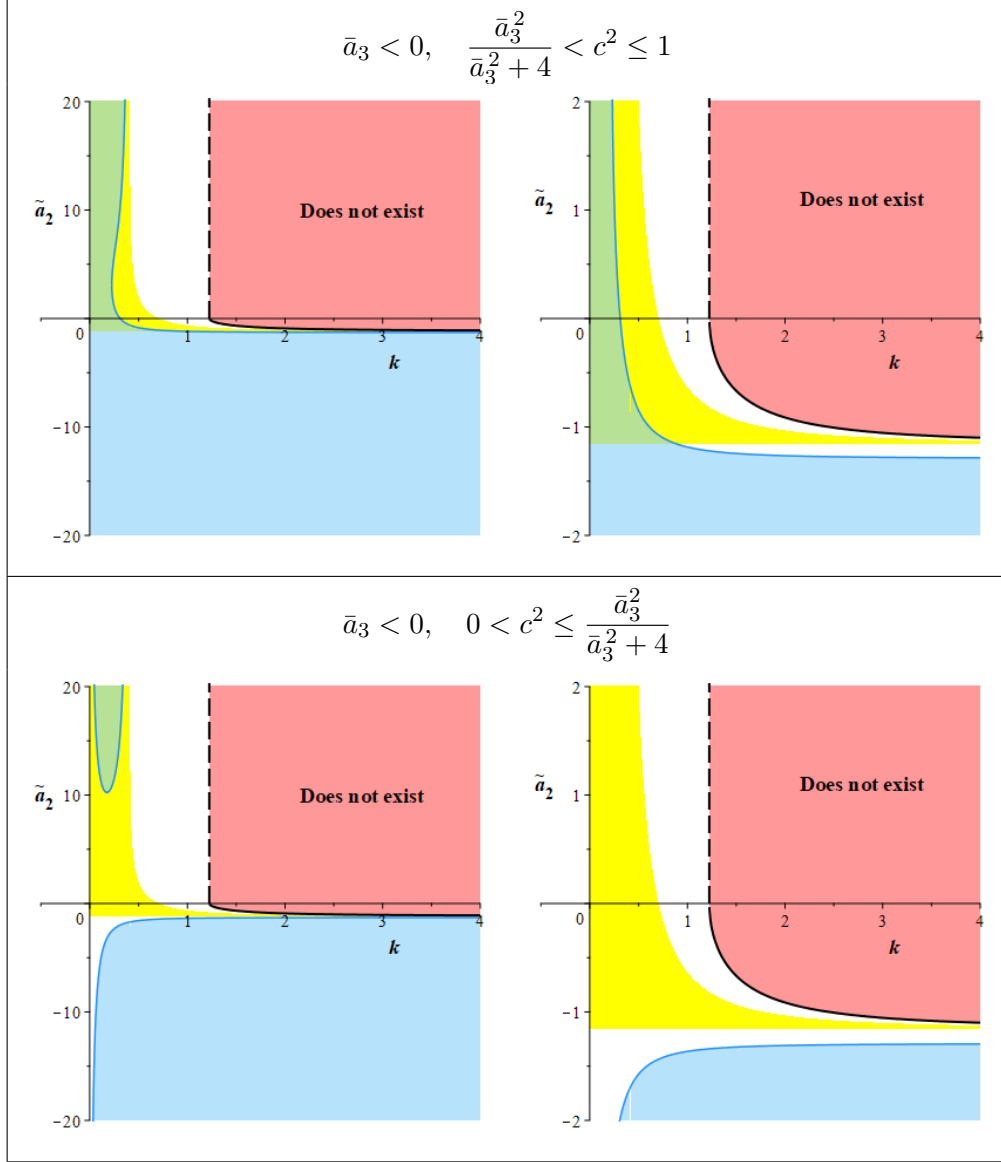 ā₃ < 0, ā₃²/(ā₃² + 4) < c² ≤ 1
20
10
ã₂
Does not exist
0
1
2
3
4
k
−10
−20
2
1
ã₂
Does not exist
0
1
2
3
4
k
−1
−2
ā₃ < 0, 0 < c² ≤ ā₃²/(ā₃² + 4)
20
10
ã₂
Does not exist
0
1
2
3
4
k
−10
−20
2
1
ã₂
Does not exist
0
1
2
3
4
k
−1
−2